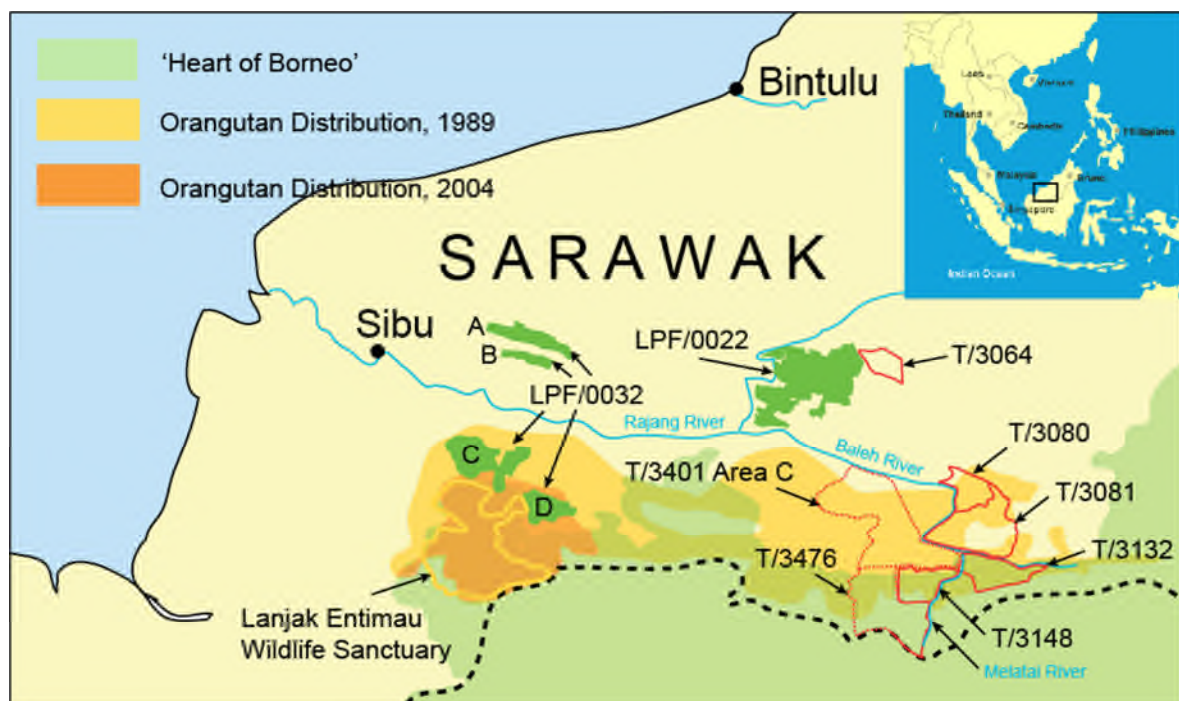 'Heart of Borneo'
Orangutan Distribution, 1989
Orangutan Distribution, 2004
Bintulu
Laos
Vietnam
Thailand
Cambodia
Philippines
Malaysia
Brunei
Singapore
Indian Ocean
SARAWAK
Sibu
A
B
LPF/0032
LPF/0022
T/3064
Rajang River
Baleh River
T/3080
T/3401 Area C
T/3081
C
D
T/3476
T/3132
Lanjak Entimau
Wildlife Sanctuary
T/3148
Melatai River